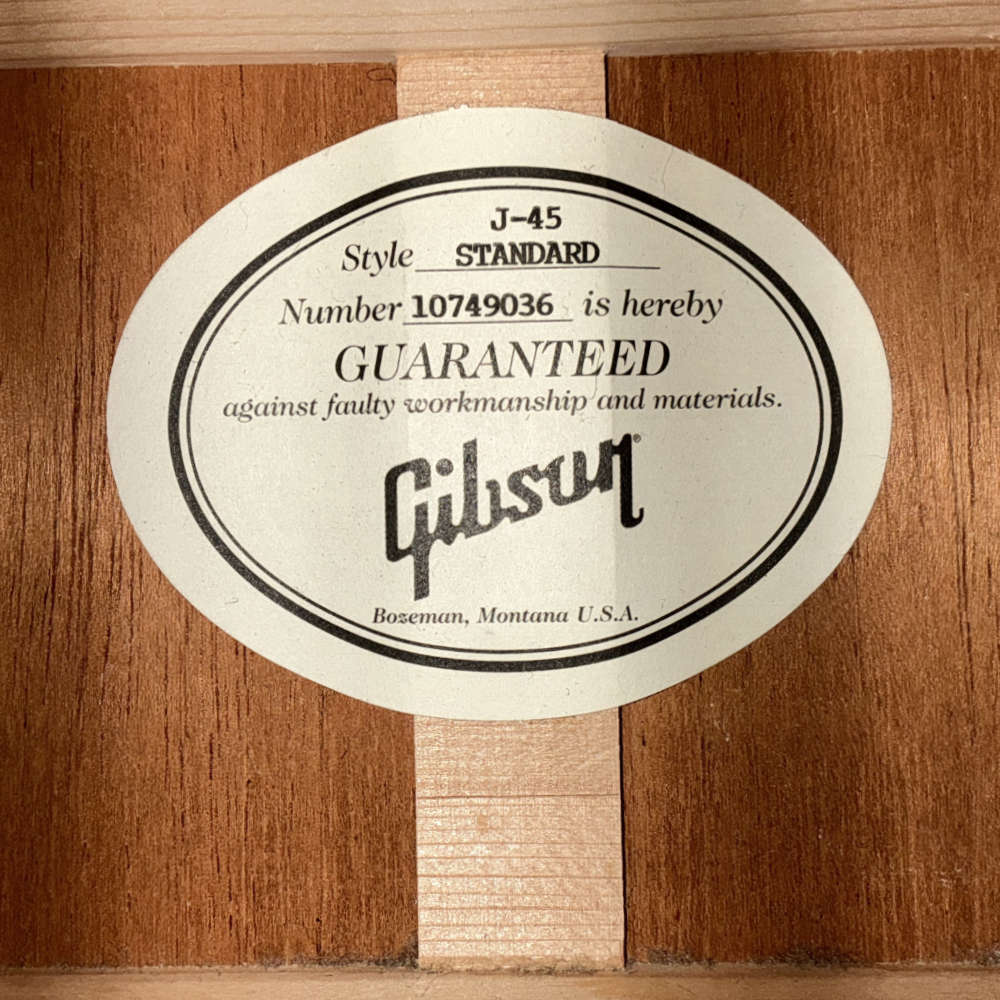 J-45
Style STANDARD
Number 10749036 is hereby
GUARANTEED
against faulty workmanship and materials.
Gibson®
Bozeman, Montana U.S.A.